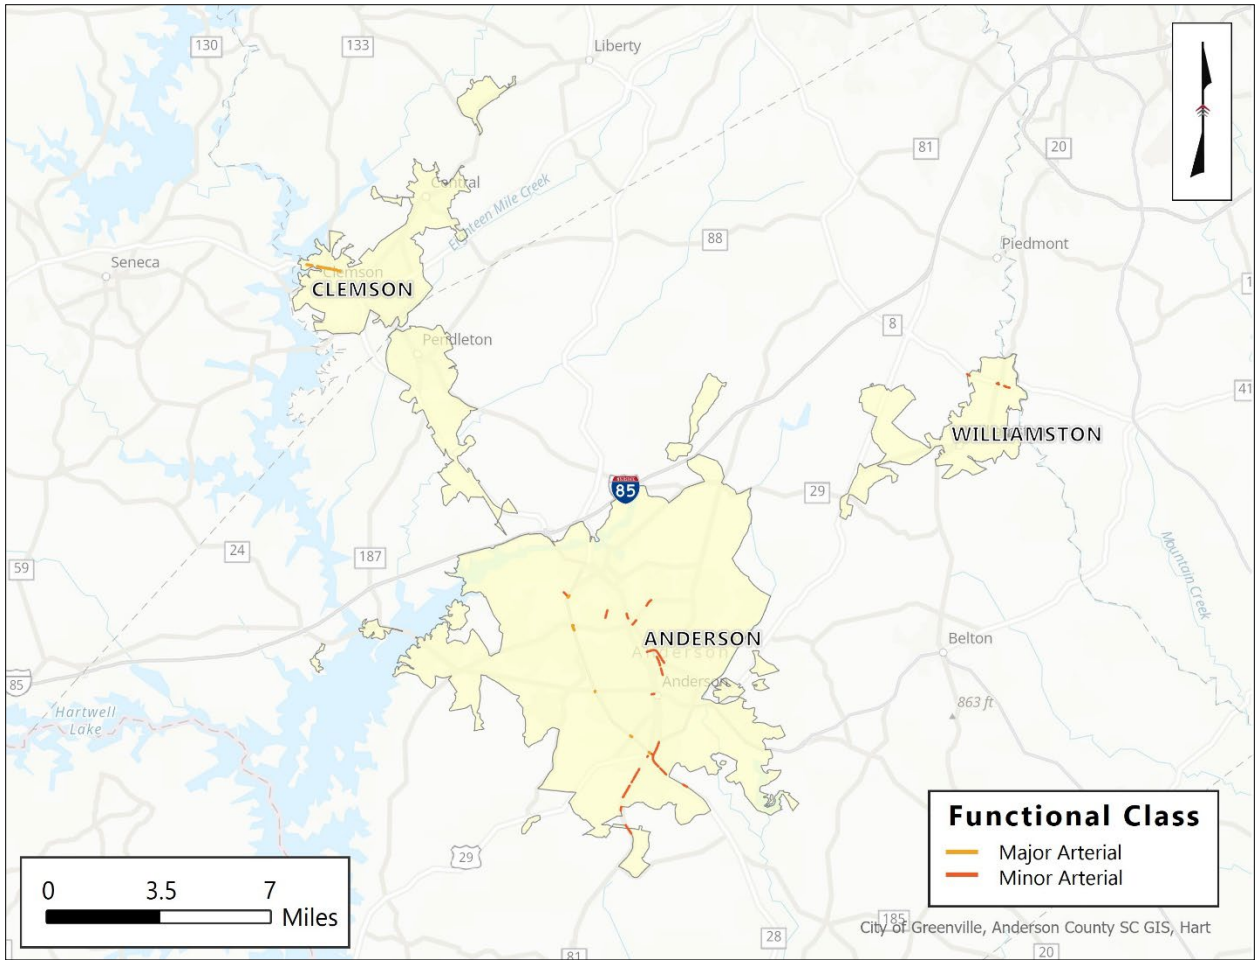 130
133
Liberty
81
20
Central
Eighteen Mile Creek
88
Piedmont
Seneca
Clemson
CLEMSON
8
Pendleton
41
WILLIAMSTON
INTERSTATE
85
29
24
187
59
Mountain Creek
ANDERSON
Anderson
Belton
Anderson
85
Hartwell
Lake
863 ft
Functional Class
Major Arterial
Minor Arterial
29
0 3.5 7
Miles
185
City of Greenville, Anderson County SC GIS, Hart
28
81
20